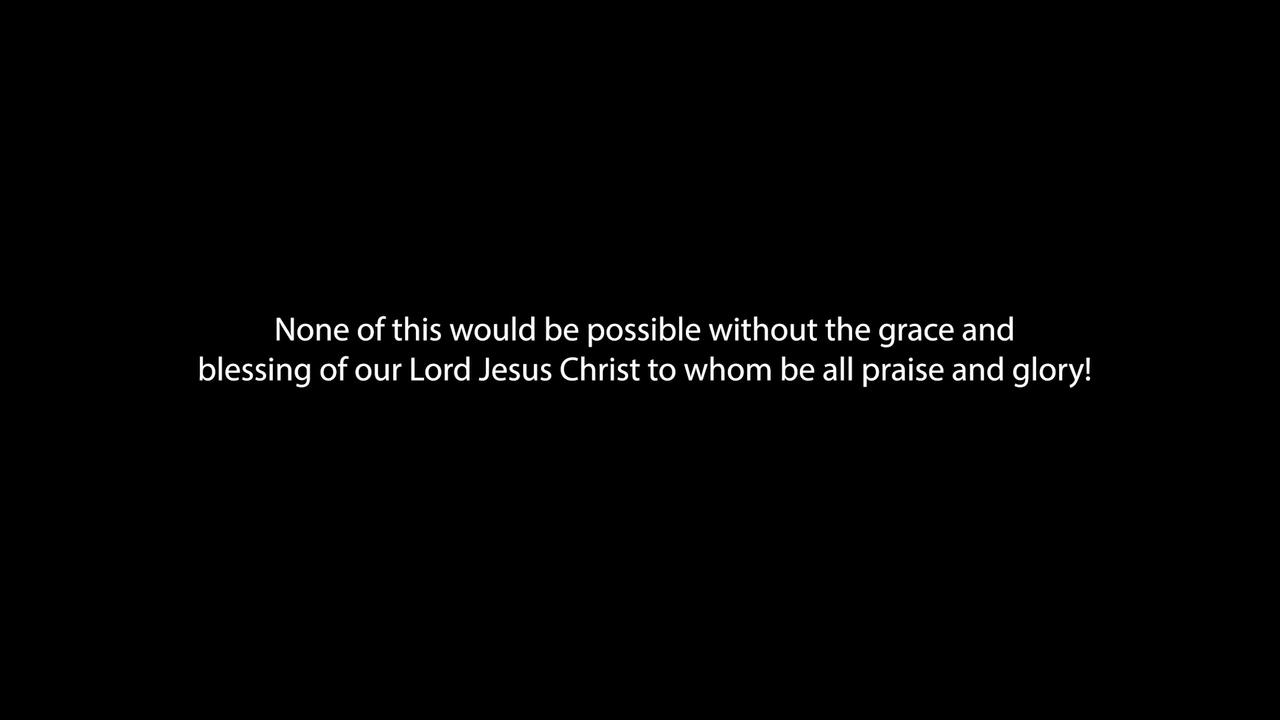 None of this would be possible without the grace and
blessing of our Lord Jesus Christ to whom be all praise and glory!